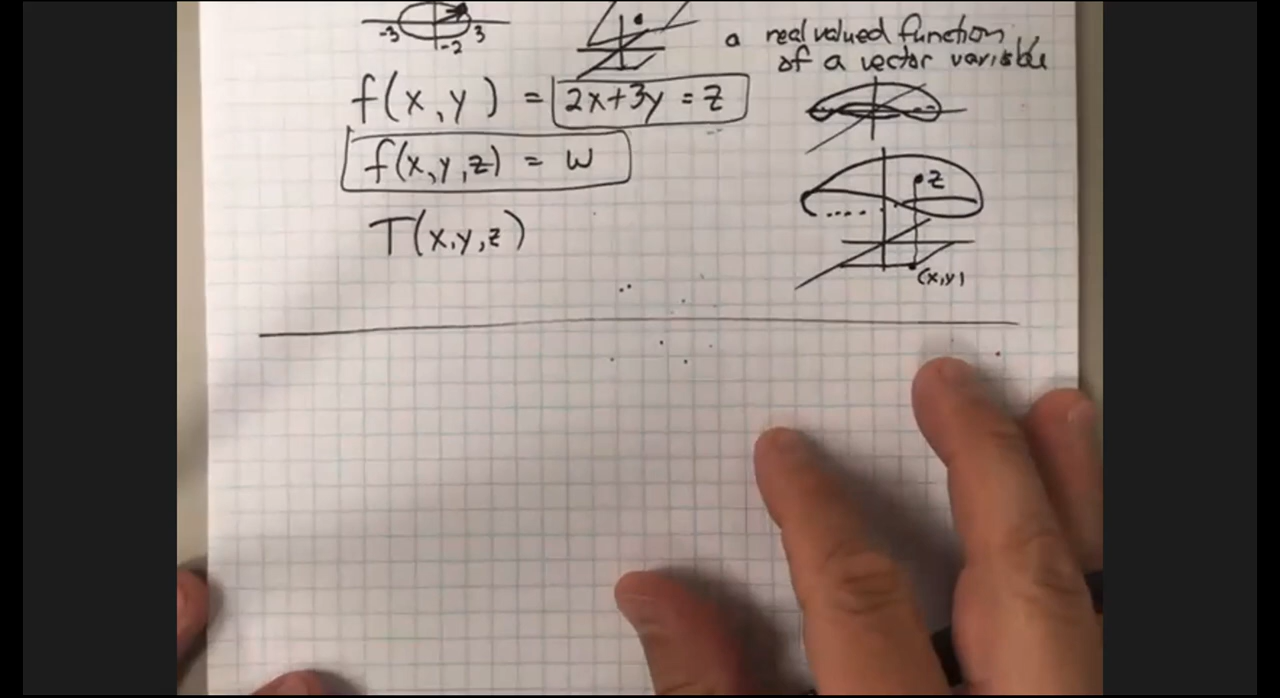 -3 -2 3
a real valued function
of a vector variable
f(x,y) = 2x+3y = z
f(x,y,z) = w
T(x,y,z)
z
(x,y)